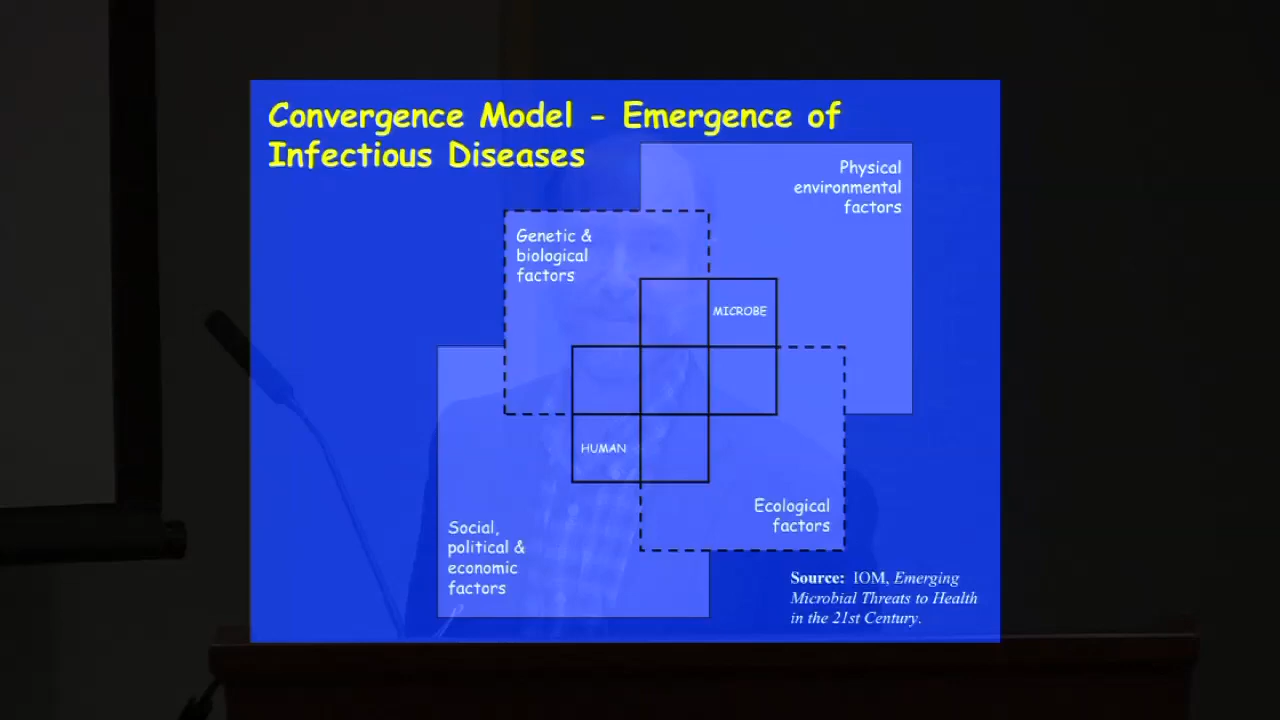 Convergence Model - Emergence of
Infectious Diseases
Physical
environmental
factors
Genetic &
biological
factors
MICROBE
HUMAN
Ecological
factors
Social,
political &
economic
factors
Source: IOM, Emerging
Microbial Threats to Health
in the 21st Century.